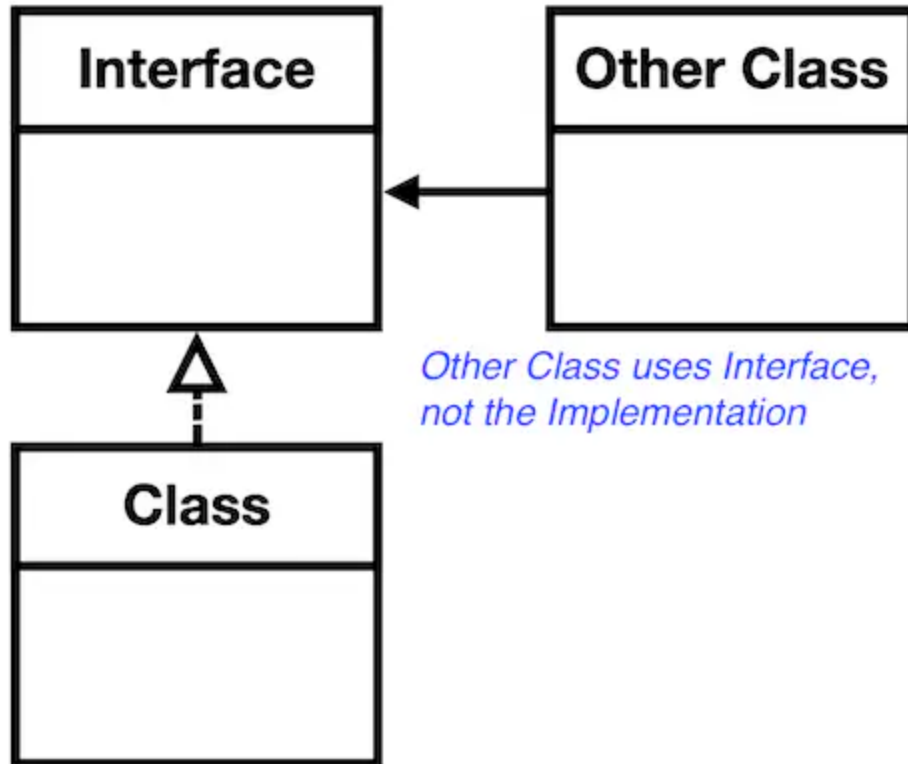 Interface
Other Class
Other Class uses Interface,
not the Implementation
Class